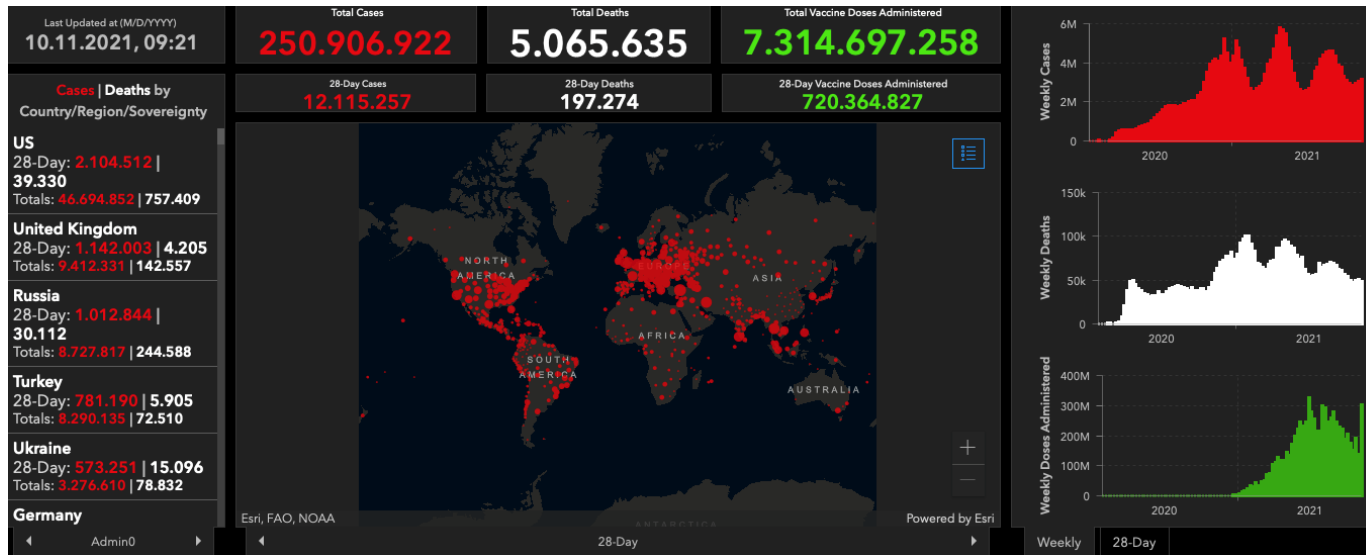 Last Updated at (M/D/YYYY)
10.11.2021, 09:21
Cases | Deaths by
Country/Region/Sovereignty
US
28-Day: 2.104.512 |
39.330
Totals: 46.694.852 | 757.409
United Kingdom
28-Day: 1.142.003 | 4.205
Totals: 9.412.331 | 142.557
Russia
28-Day: 1.012.844 |
30.112
Totals: 8.727.817 | 244.588
Turkey
28-Day: 781.190 | 5.905
Totals: 8.290.135 | 72.510
Ukraine
28-Day: 573.251 | 15.096
Totals: 3.276.610 | 78.832
Germany
Admin0
Total Cases
250.906.922
Total Deaths
5.065.635
Total Vaccine Doses Administered
7.314.697.258
28-Day Cases
12.115.257
28-Day Deaths
197.274
28-Day Vaccine Doses Administered
720.364.827
NORTH
AMERICA
EUROPE
ASIA
AFRICA
SOUTH
AMERICA
AUSTRALIA
ANTARCTICA
Esri, FAO, NOAA
Powered by Esri
28-Day
Weekly Cases
6M
4M
2M
0
2020
2021
Weekly Deaths
150k
100k
50k
0
2020
2021
Weekly Doses Administered
400M
300M
200M
100M
0
2020
2021
Weekly
28-Day